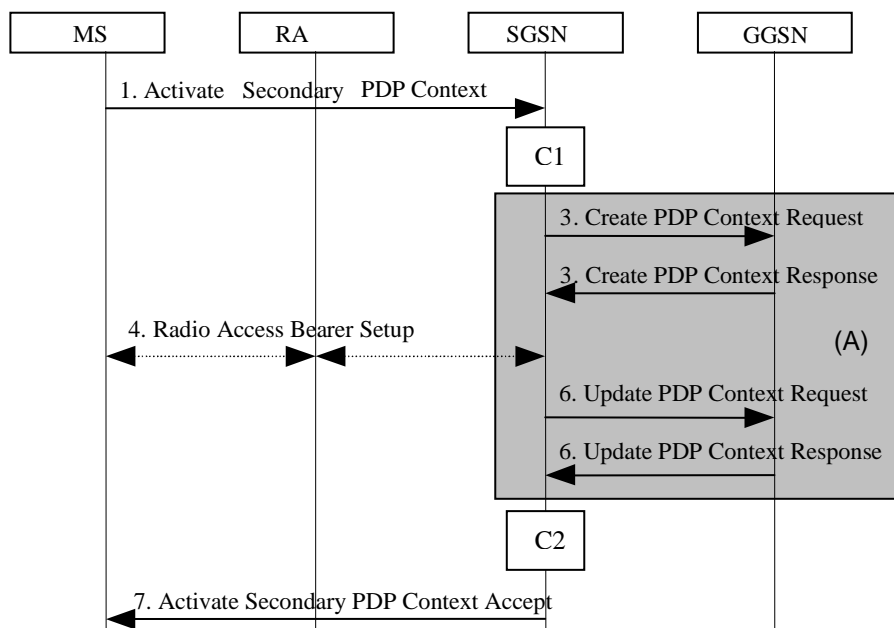 MS RA SGSN GGSN
1. Activate Secondary PDP Context
C1
3. Create PDP Context Request
3. Create PDP Context Response
4. Radio Access Bearer Setup
(A)
6. Update PDP Context Request
6. Update PDP Context Response
C2
7. Activate Secondary PDP Context Accept